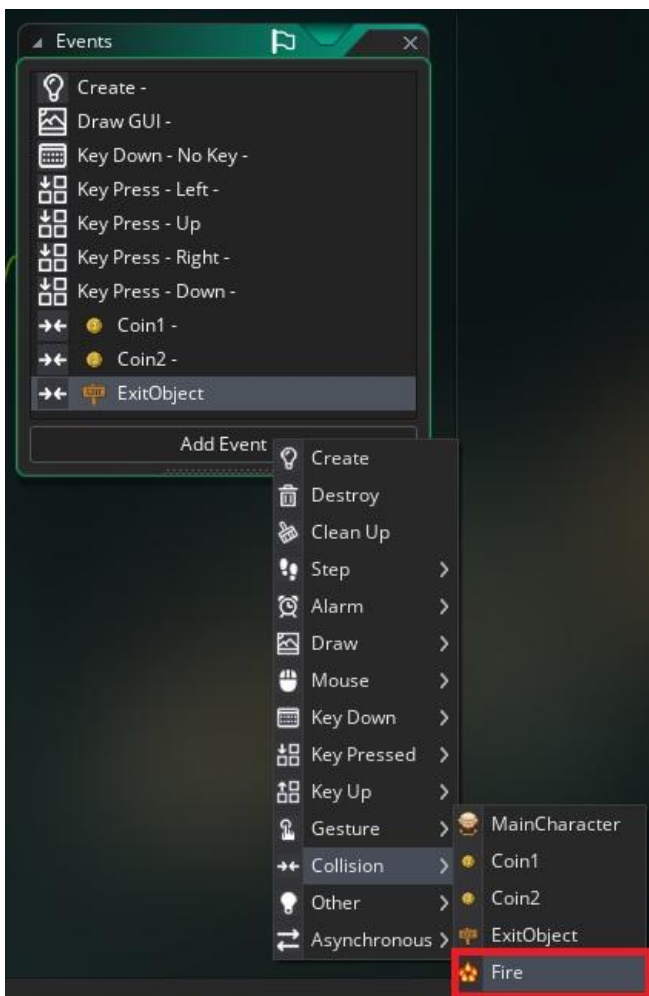 Events
Create -
Draw GUI -
Key Down - No Key -
Key Press - Left -
Key Press - Up
Key Press - Right -
Key Press - Down -
Coin1 -
Coin2 -
ExitObject
Add Event
Create
Destroy
Clean Up
Step
Alarm
Draw
Mouse
Key Down
Key Pressed
Key Up
Gesture
Collision
Other
Asynchronous
MainCharacter
Coin1
Coin2
ExitObject
Fire